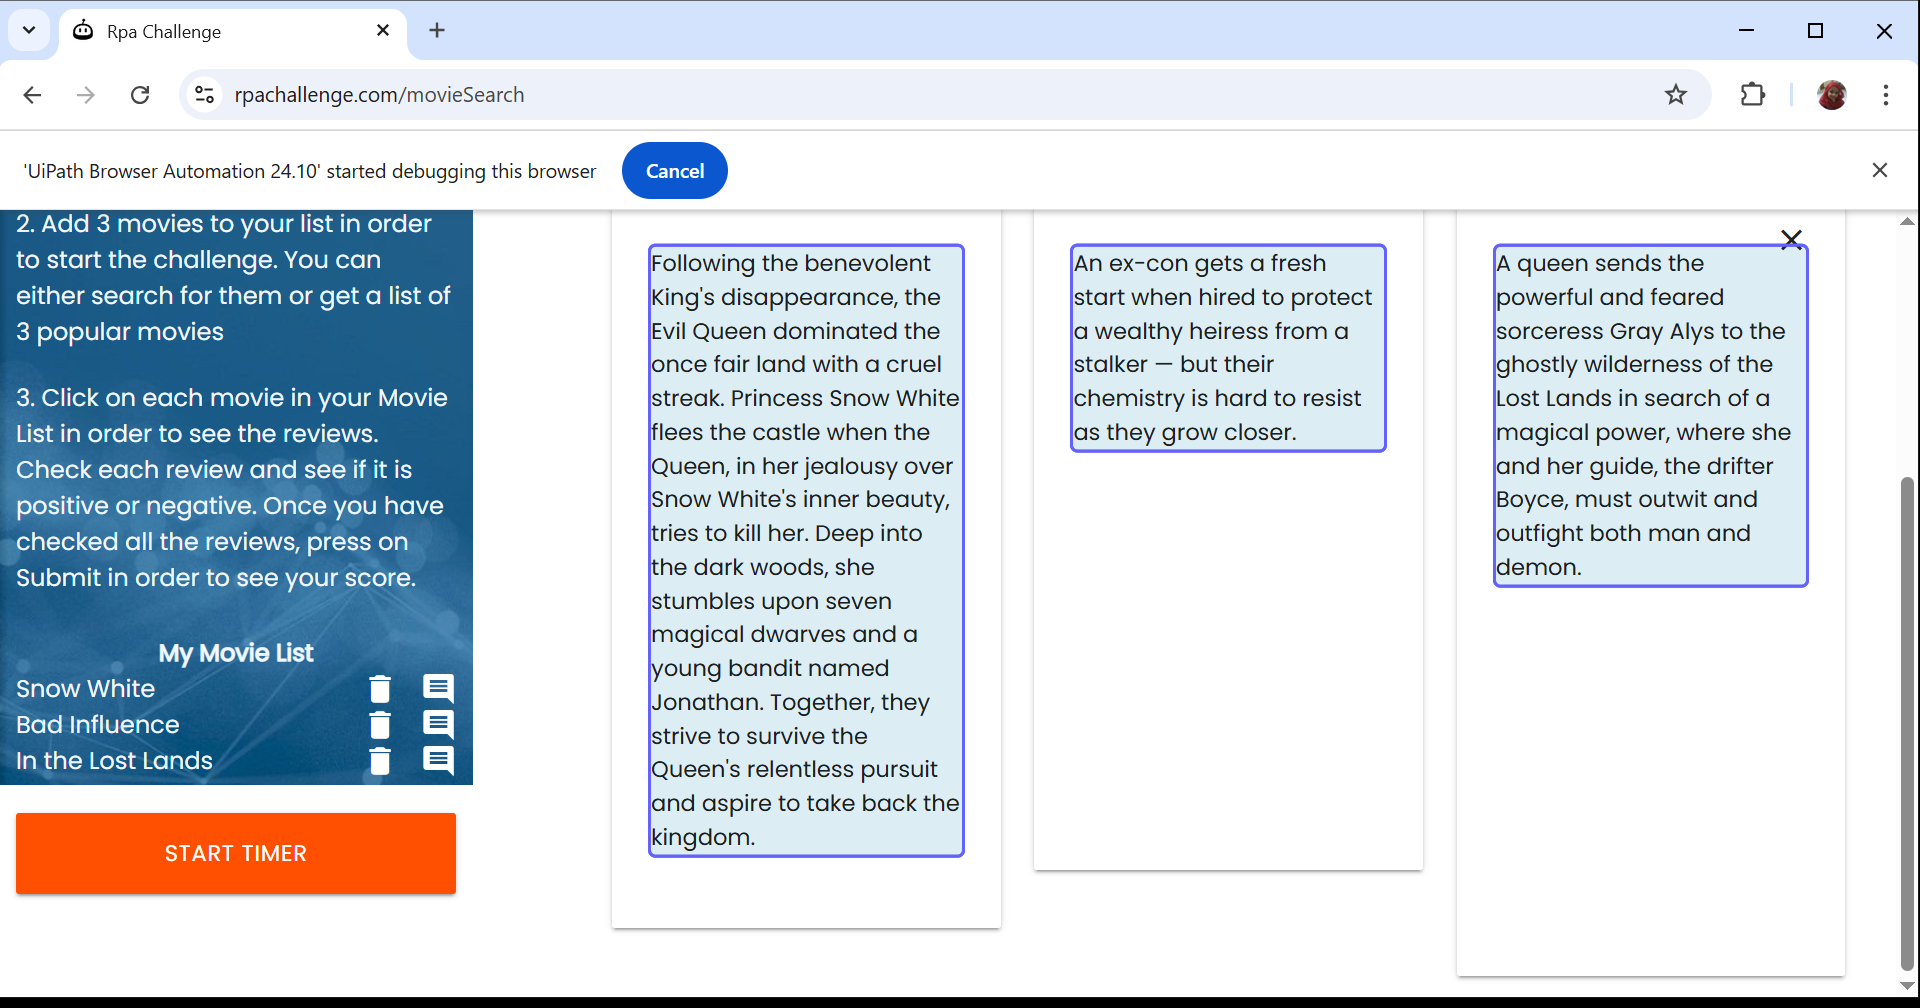 Rpa Challenge
rpachallenge.com/movieSearch
'UiPath Browser Automation 24.10' started debugging this browser
Cancel
2. Add 3 movies to your list in order
to start the challenge. You can
either search for them or get a list of
3 popular movies
3. Click on each movie in your Movie
List in order to see the reviews.
Check each review and see if it is
positive or negative. Once you have
checked all the reviews, press on
Submit in order to see your score.
My Movie List
Snow White
Bad Influence
In the Lost Lands
START TIMER
Following the benevolent
King's disappearance, the
Evil Queen dominated the
once fair land with a cruel
streak. Princess Snow White
flees the castle when the
Queen, in her jealousy over
Snow White's inner beauty,
tries to kill her. Deep into
the dark woods, she
stumbles upon seven
magical dwarves and a
young bandit named
Jonathan. Together, they
strive to survive the
Queen's relentless pursuit
and aspire to take back the
kingdom.
An ex-con gets a fresh
start when hired to protect
a wealthy heiress from a
stalker — but their
chemistry is hard to resist
as they grow closer.
A queen sends the
powerful and feared
sorceress Gray Alys to the
ghostly wilderness of the
Lost Lands in search of a
magical power, where she
and her guide, the drifter
Boyce, must outwit and
outfight both man and
demon.